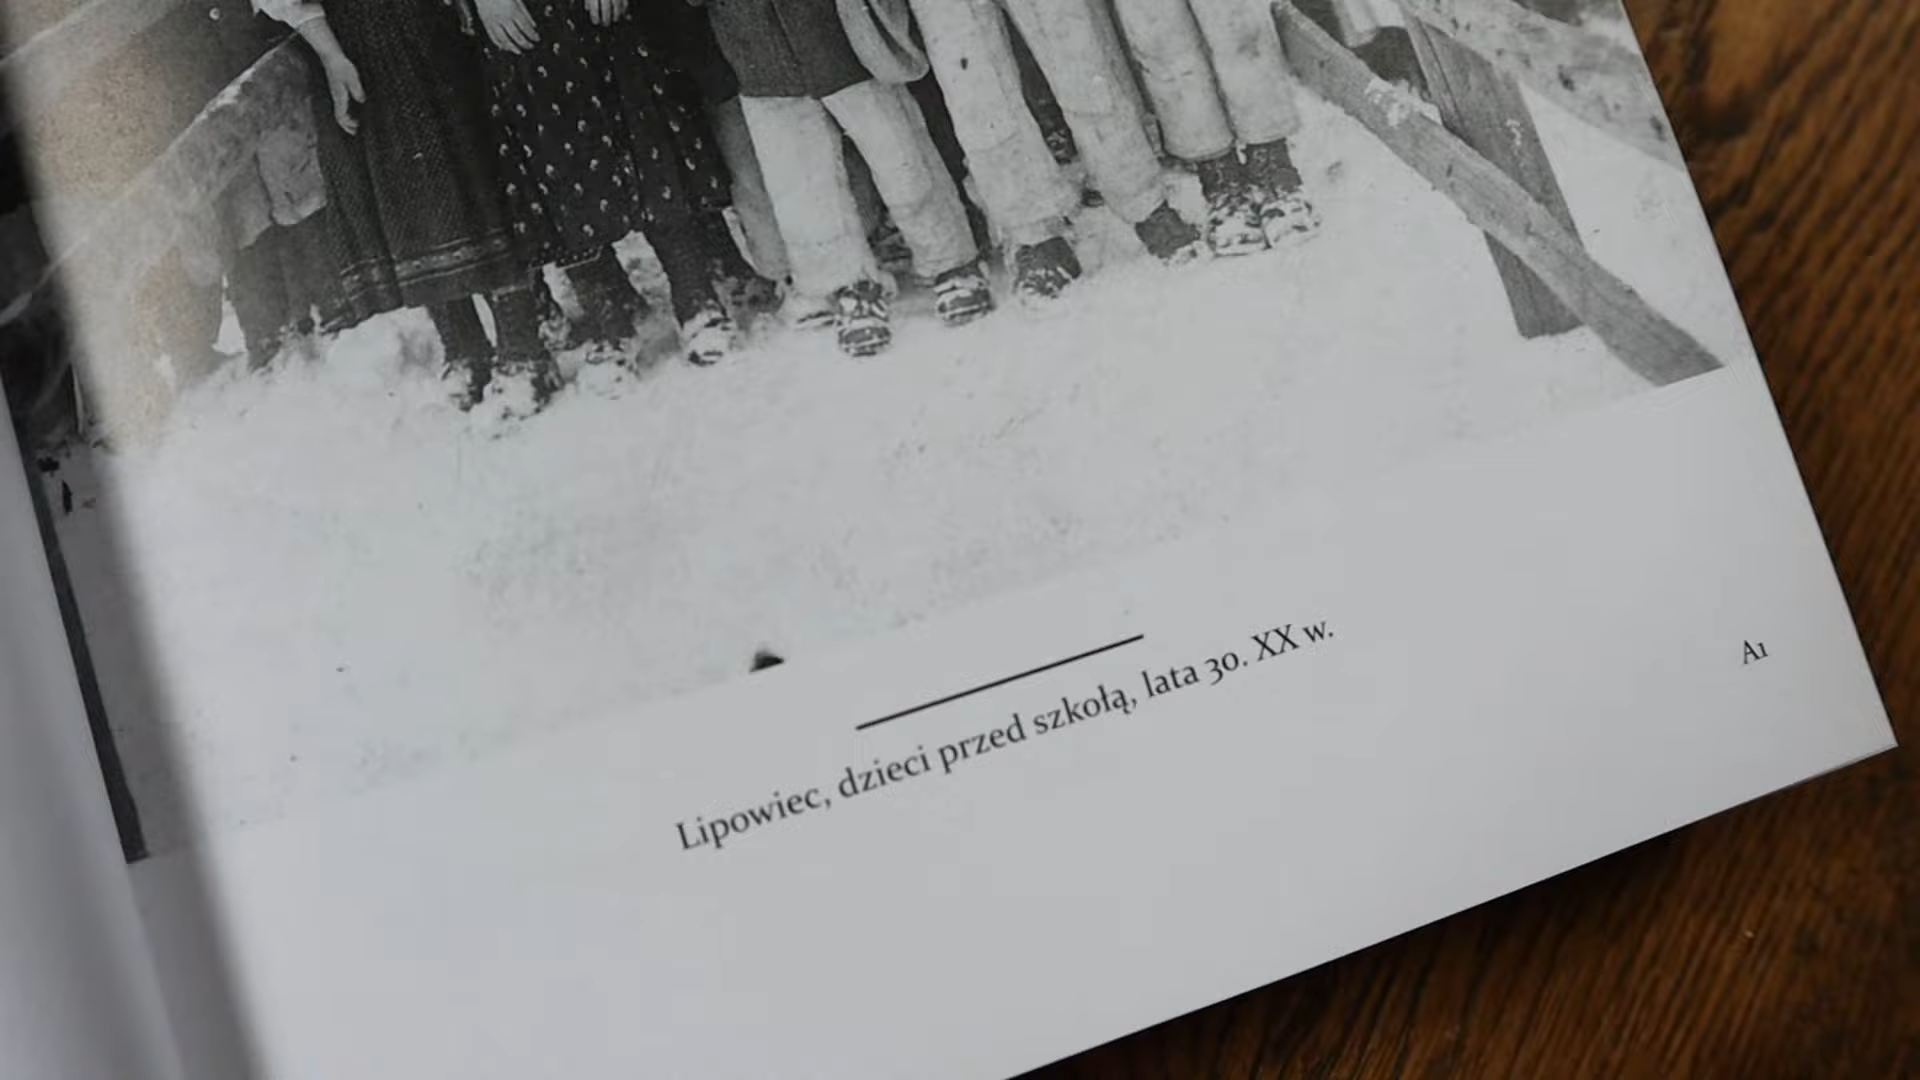 Lipowiec, dzieci przed szkołą, lata 30. XX w.
A1